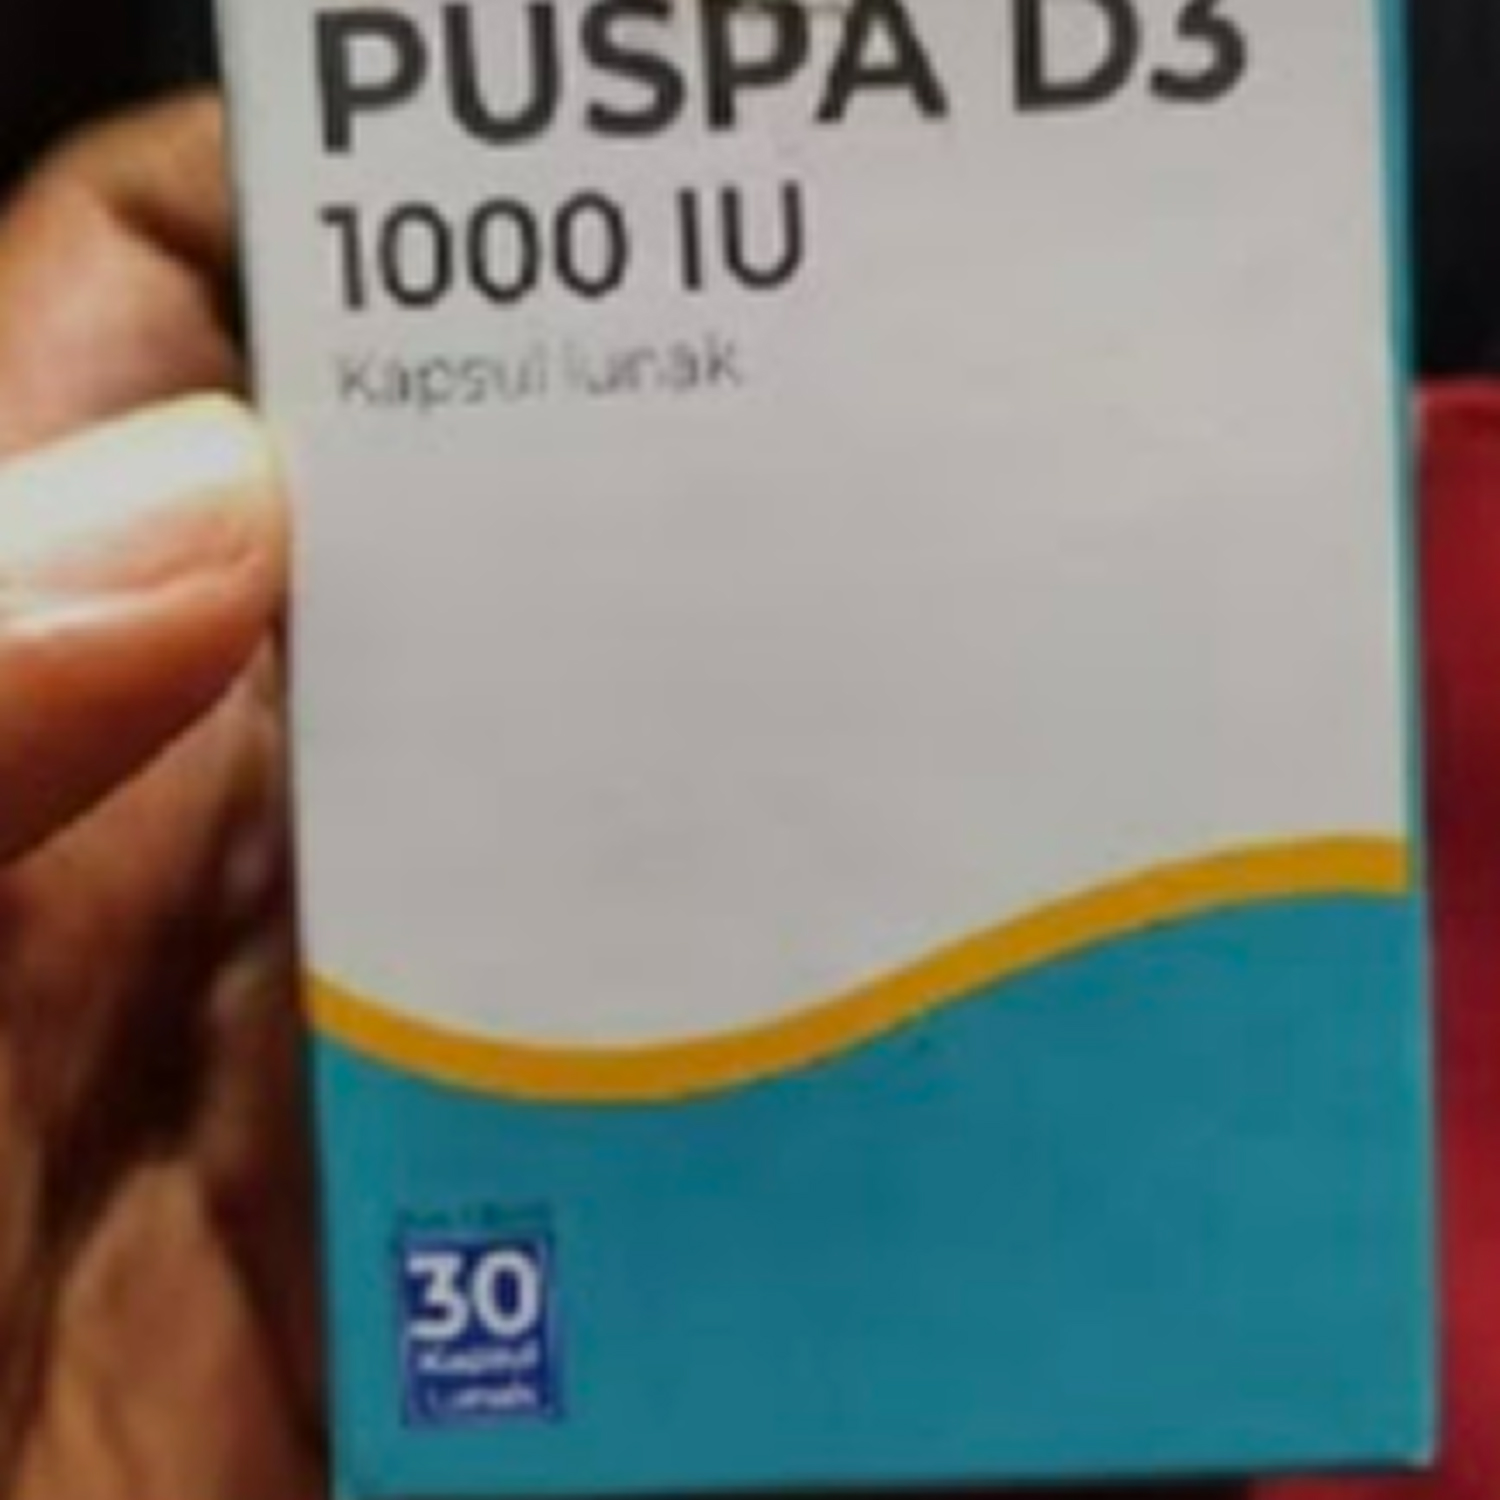 PUSPA D3
1000 IU
Kapsul lunak
30
Kapsul
Lunak